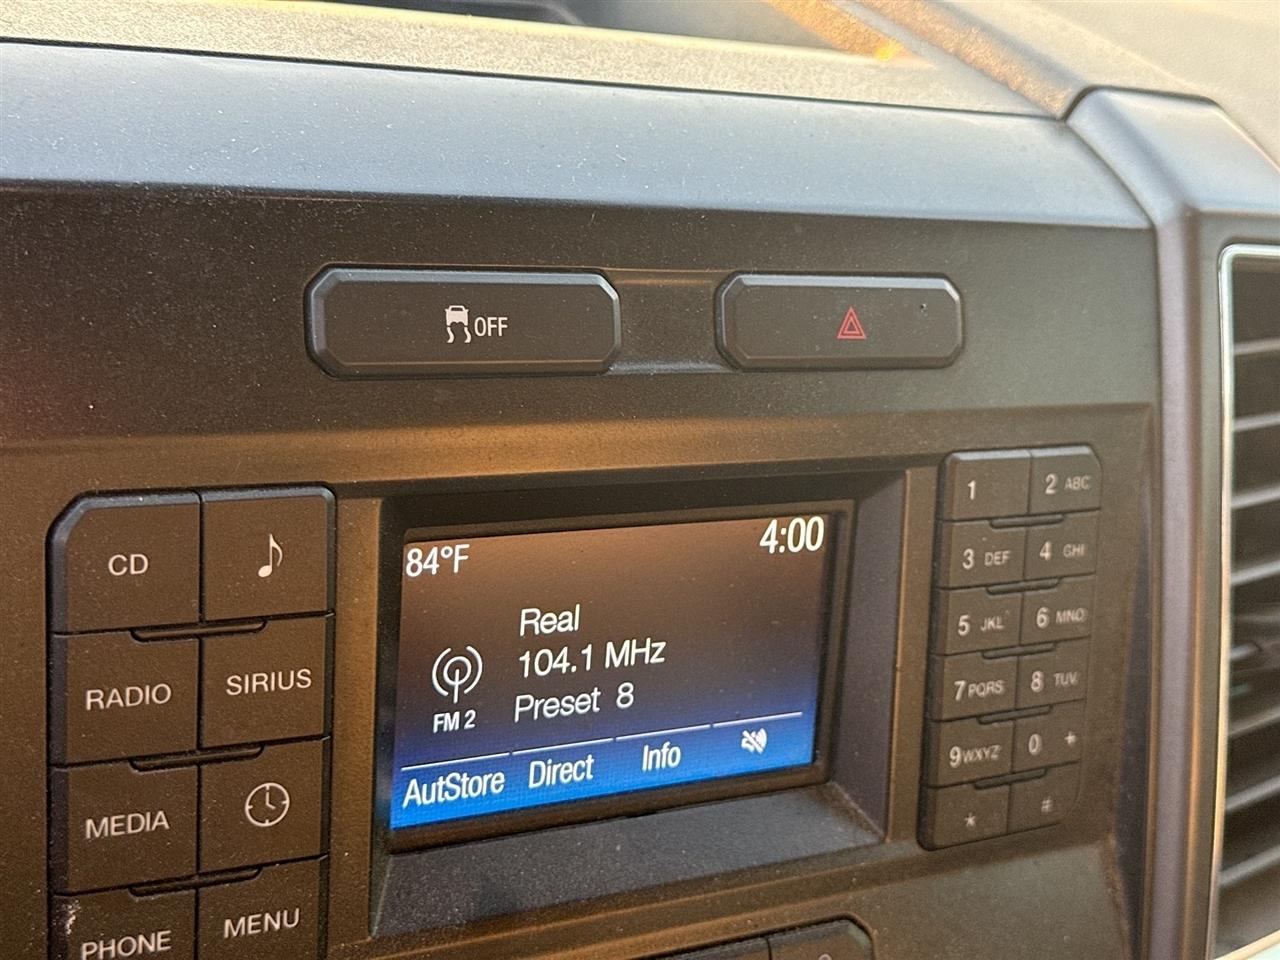 OFF
84°F
4:00
Real
104.1 MHz
Preset 8
FM 2
AutStore
Direct
Info
CD
RADIO
SIRIUS
MEDIA
PHONE
MENU
1
2 ABC
3 DEF
4 GHI
5 JKL
6 MNO
7 PQRS
8 TUV
9 WXYZ
0 +
*
#